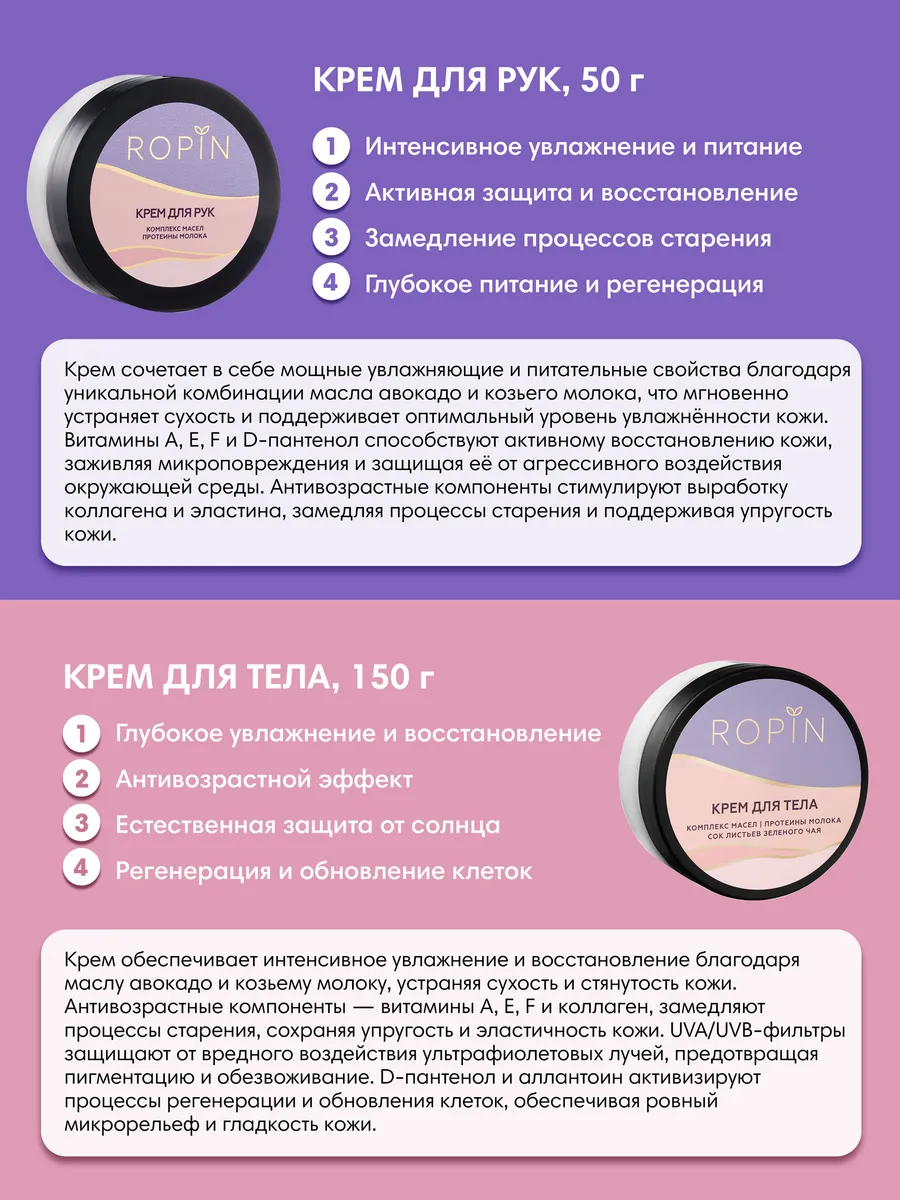 КРЕМ ДЛЯ РУК, 50 г
ROPIN
КРЕМ ДЛЯ РУК
КОМПЛЕКС МАСЕЛ
ПРОТЕИНЫ МОЛОКА
1 Интенсивное увлажнение и питание
2 Активная защита и восстановление
3 Замедление процессов старения
4 Глубокое питание и регенерация
Крем сочетает в себе мощные увлажняющие и питательные свойства благодаря
уникальной комбинации масла авокадо и козьего молока, что мгновенно
устраняет сухость и поддерживает оптимальный уровень увлажнённости кожи.
Витамины A, E, F и D-пантенол способствуют активному восстановлению кожи,
заживляя микроповреждения и защищая её от агрессивного воздействия
окружающей среды. Антивозрастные компоненты стимулируют выработку
коллагена и эластина, замедляя процессы старения и поддерживая упругость
кожи.
КРЕМ ДЛЯ ТЕЛА, 150 г
1 Глубокое увлажнение и восстановление
2 Антивозрастной эффект
3 Естественная защита от солнца
4 Регенерация и обновление клеток
ROPIN
КРЕМ ДЛЯ ТЕЛА
КОМПЛЕКС МАСЕЛ | ПРОТЕИНЫ МОЛОКА
СОК ЛИСТЬЕВ ЗЕЛЕНОГО ЧАЯ
Крем обеспечивает интенсивное увлажнение и восстановление благодаря
маслу авокадо и козьему молоку, устраняя сухость и стянутость кожи.
Антивозрастные компоненты — витамины A, E, F и коллаген, замедляют
процессы старения, сохраняя упругость и эластичность кожи. UVA/UVB-фильтры
защищают от вредного воздействия ультрафиолетовых лучей, предотвращая
пигментацию и обезвоживание. D-пантенол и аллантоин активизируют
процессы регенерации и обновления клеток, обеспечивая ровный
микрорельеф и гладкость кожи.